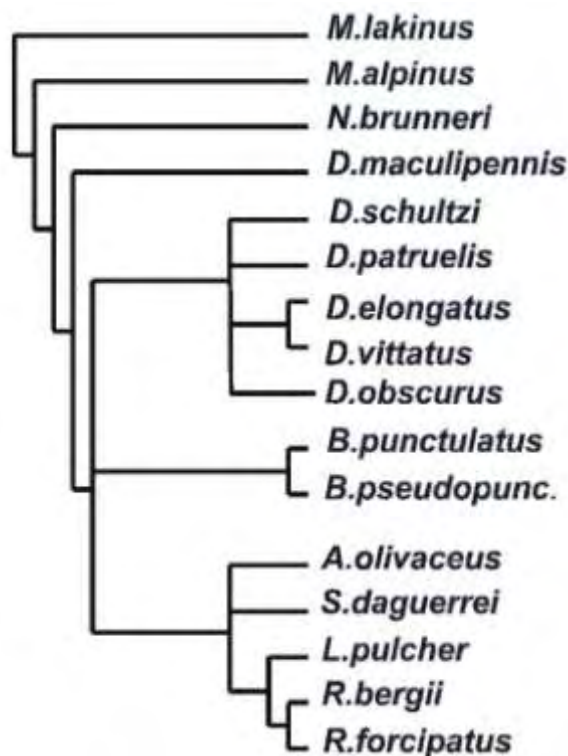 M.lakinus
M.alpinus
N.brunneri
D.maculipennis
D.schultzi
D.patruelis
D.elongatus
D.vittatus
D.obscurus
B.punctulatus
B.pseudopunc.
A.olivaceus
S.daguerrei
L.pulcher
R.bergii
R.forcipatus